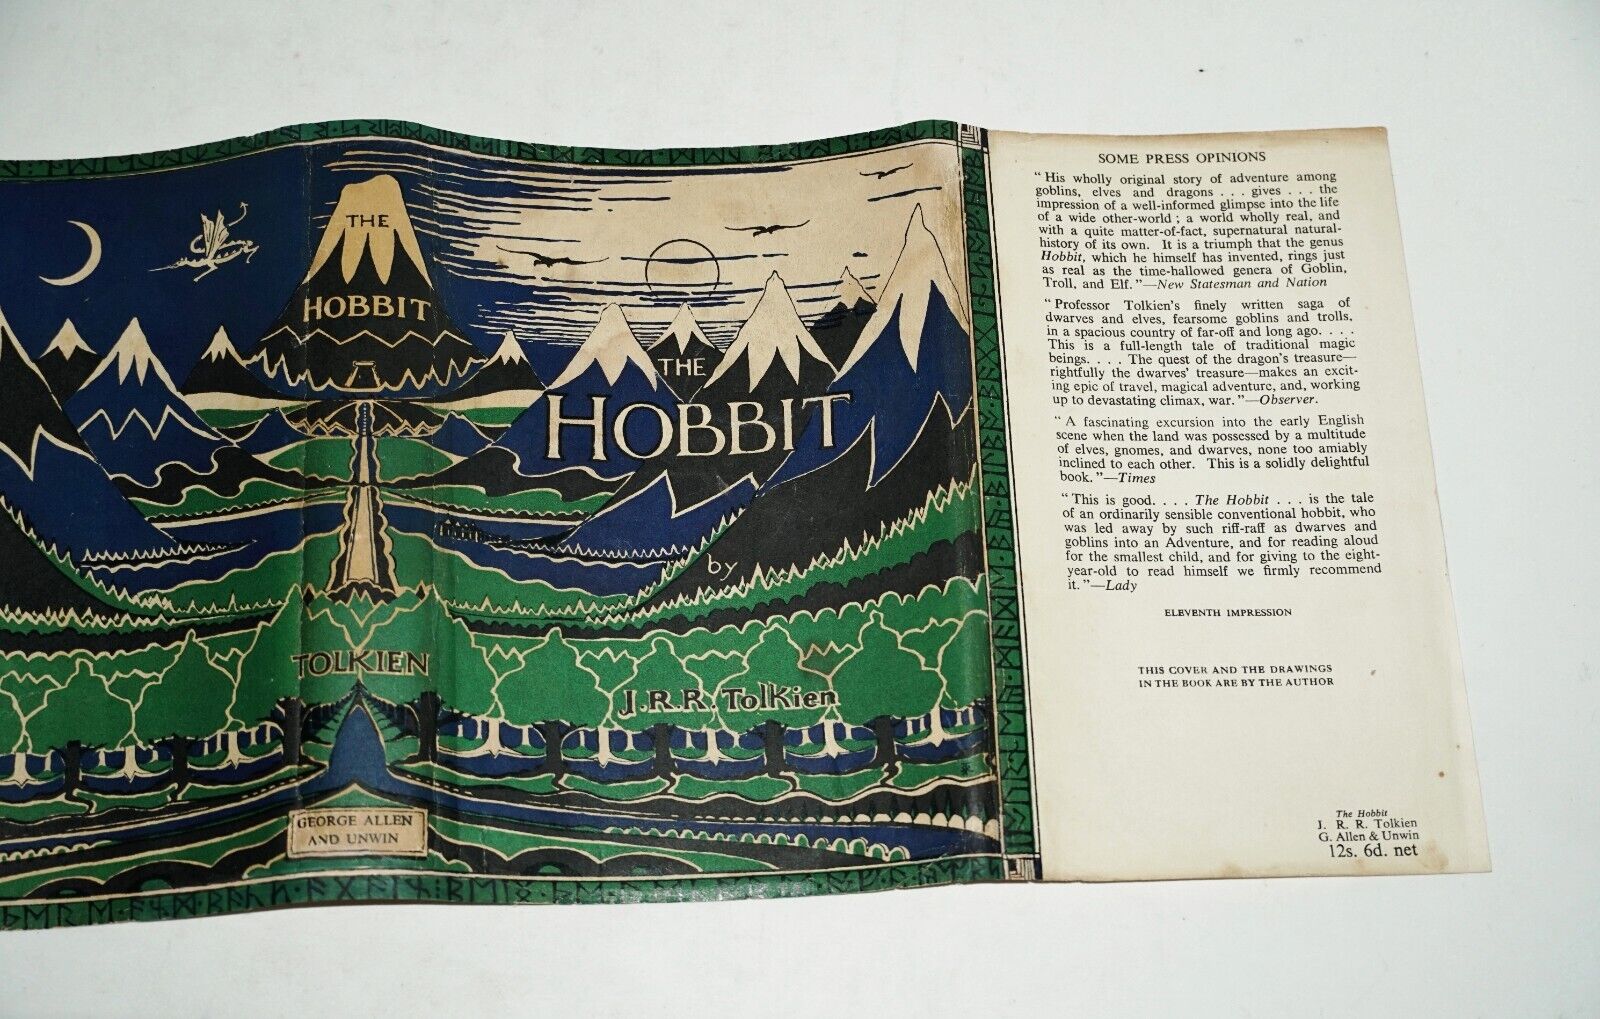 THE
HOBBIT
TOLKIEN
GEORGE ALLEN
AND UNWIN
THE
HOBBIT
by
J.R.R. Tolkien
SOME PRESS OPINIONS
“ His wholly original story of adventure among
goblins, elves and dragons . . . gives . . . the
impression of a well-informed glimpse into the life
of a wide other-world ; a world wholly real, and
with a quite matter-of-fact, supernatural natural-
history of its own. It is a triumph that the genus
Hobbit, which he himself has invented, rings just
as real as the time-hallowed genera of Goblin,
Troll, and Elf.”—New Statesman and Nation
“ Professor Tolkien's finely written saga of
dwarves and elves, fearsome goblins and trolls,
in a spacious country of far-off and long ago. . . .
This is a full-length tale of traditional magic
beings. . . . The quest of the dragon's treasure—
rightfully the dwarves' treasure—makes an excit-
ing epic of travel, magical adventure, and, working
up to devastating climax, war.”—Observer.
“ A fascinating excursion into the early English
scene when the land was possessed by a multitude
of elves, gnomes, and dwarves, none too amiably
inclined to each other. This is a solidly delightful
book.”—Times
“This is good. . . . The Hobbit . . . is the tale
of an ordinarily sensible conventional hobbit, who
was led away by such riff-raff as dwarves and
goblins into an Adventure, and for reading aloud
for the smallest child, and for giving to the eight-
year-old to read himself we firmly recommend
it.”—Lady
ELEVENTH IMPRESSION
THIS COVER AND THE DRAWINGS
IN THE BOOK ARE BY THE AUTHOR
The Hobbit
J. R. R. Tolkien
G. Allen & Unwin
12s. 6d. net